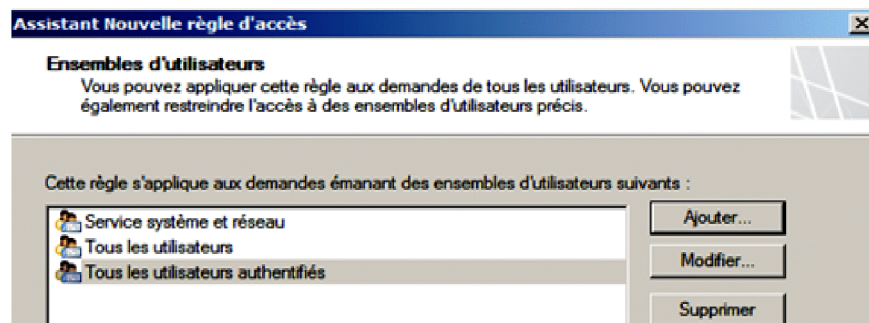 Assistant Nouvelle règle d'accès
Ensembles d'utilisateurs
Vous pouvez appliquer cette règle aux demandes de tous les utilisateurs. Vous pouvez
également restreindre l'accès à des ensembles d'utilisateurs précis.
Cette règle s'applique aux demandes émanant des ensembles d'utilisateurs suivants :
Service système et réseau
Tous les utilisateurs
Tous les utilisateurs authentifiés
Ajouter...
Modifier...
Supprimer